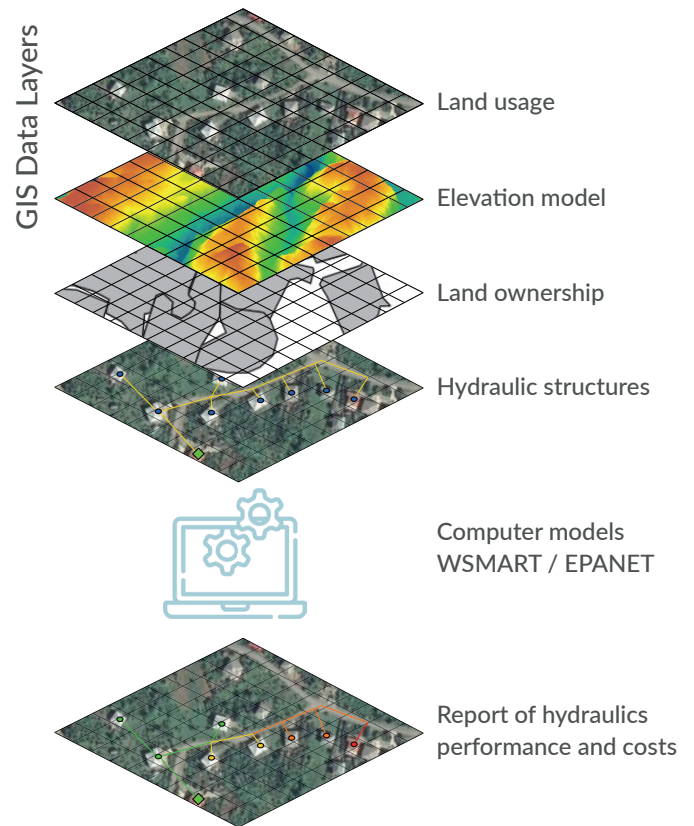 GIS Data Layers
Land usage
Elevation model
Land ownership
Hydraulic structures
Computer models
WSMART / EPANET
Report of hydraulics
performance and costs